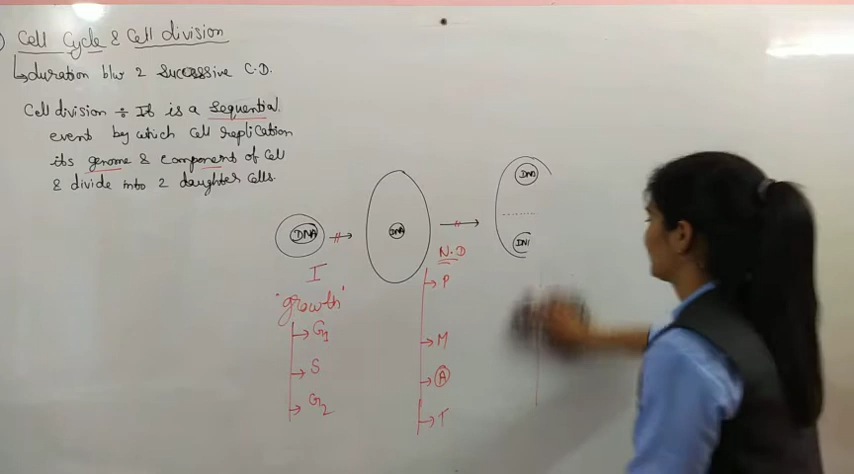 Cell Cycle & Cell division
duration b/w 2 successive C.D.
Cell division ÷ It is a sequential
event by which cell replication
its genome & component of cell
& divide into 2 daughter cells.
DNA
DNA
DNA
DNA
I
'growth'
G1
S
G2
N.D
P
M
A
T